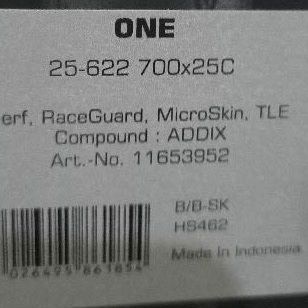 ONE
25-622 700x25C
erf, RaceGuard, MicroSkin, TLE
Compound : ADDIX
Art.-No. 11653952
B/B-SK
HS462
Made in Indonesia